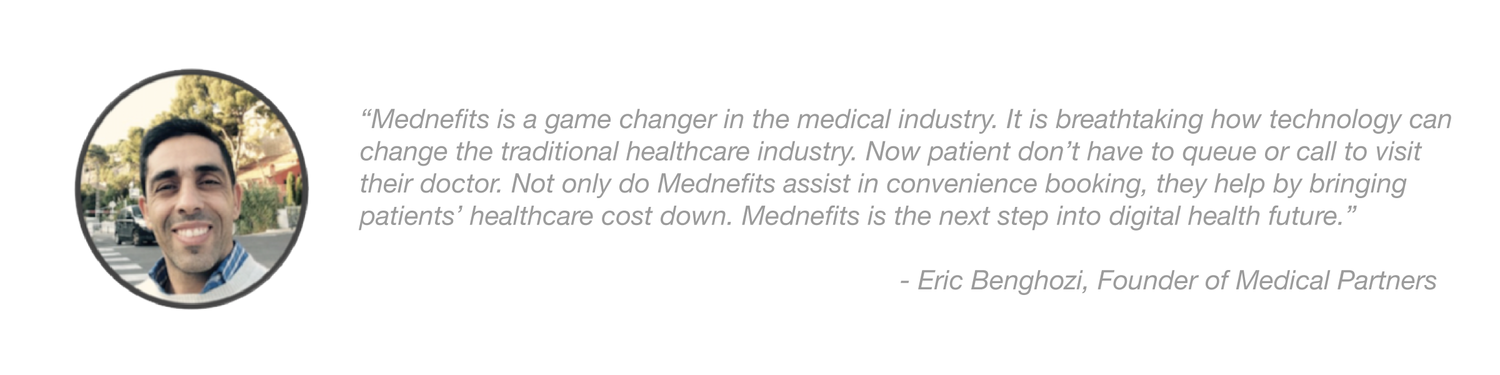 “Mednefits is a game changer in the medical industry. It is breathtaking how technology can
change the traditional healthcare industry. Now patient don’t have to queue or call to visit
their doctor. Not only do Mednefits assist in convenience booking, they help by bringing
patients’ healthcare cost down. Mednefits is the next step into digital health future.”
- Eric Benghozi, Founder of Medical Partners